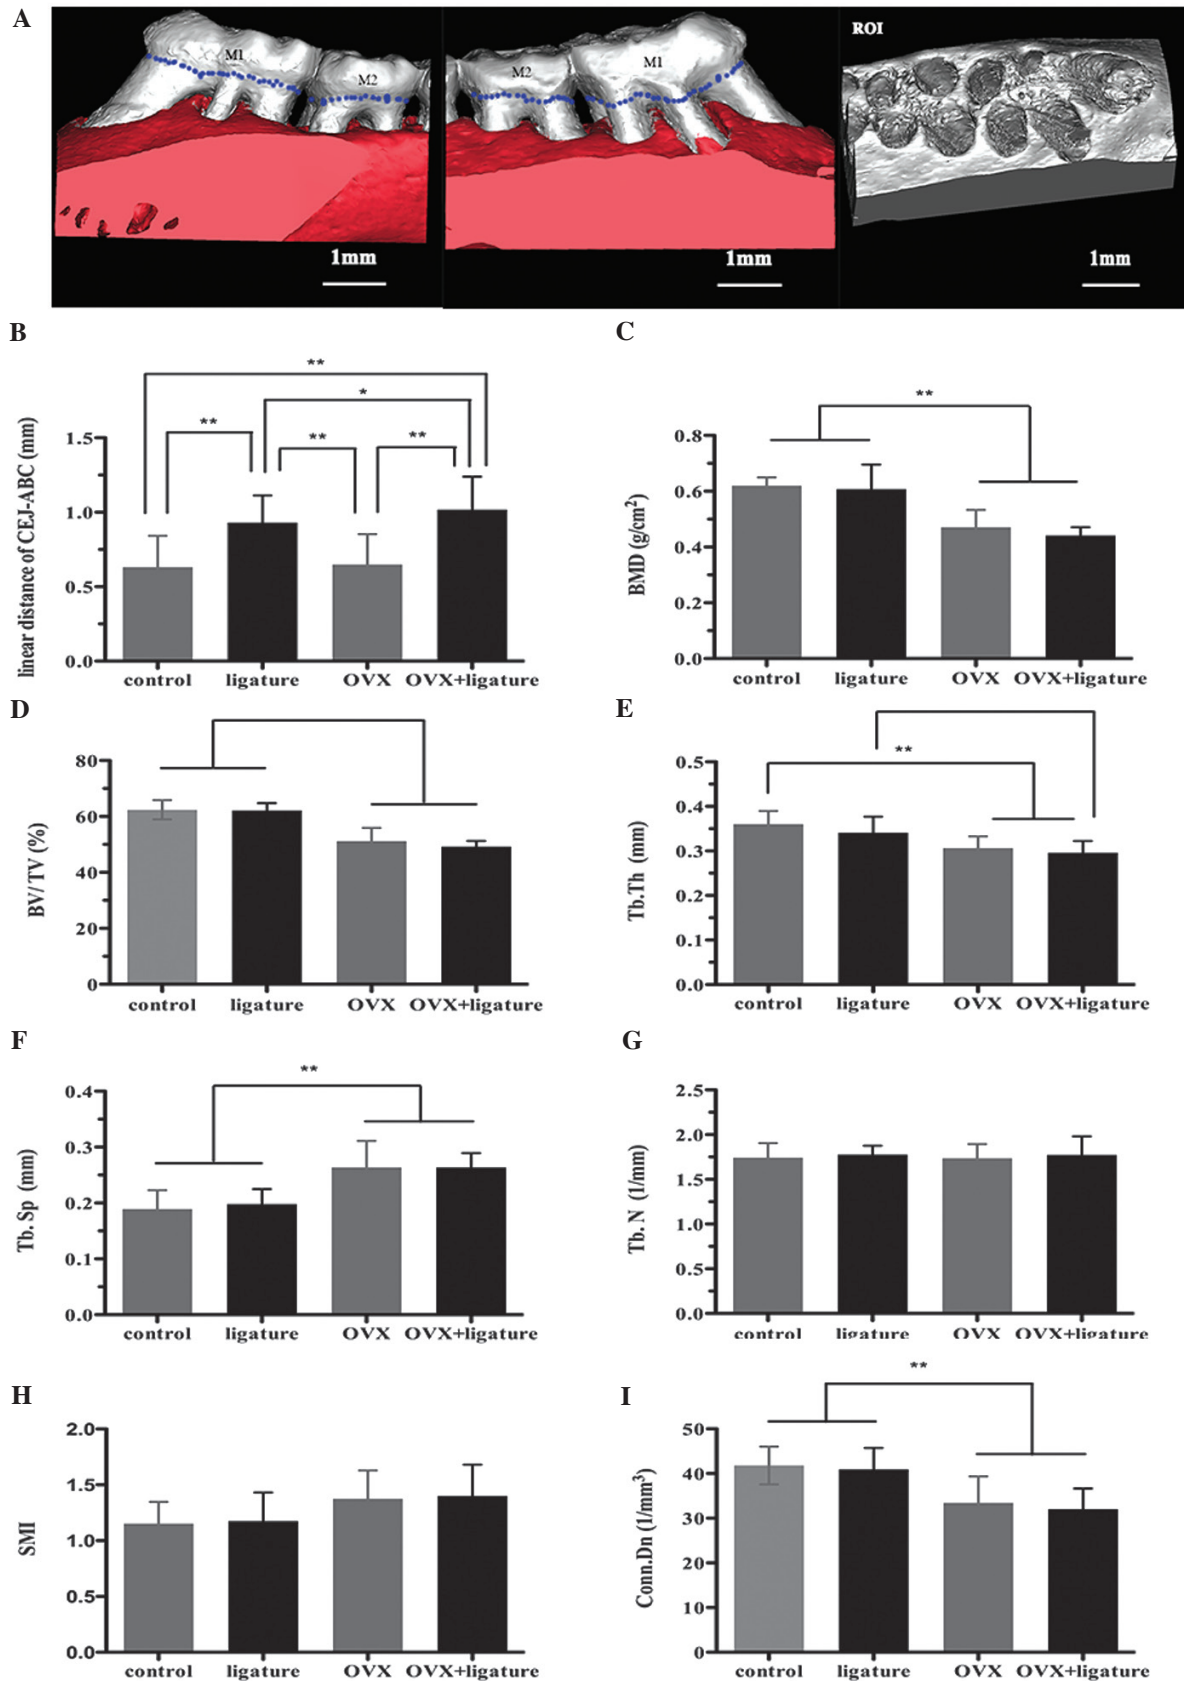 A
M1
M2
1mm
M2
M1
1mm
ROI
1mm
B
linear distance of CEJ-ABC (mm)
**
*
**
**
**
1.5
1.0
0.5
0.0
control
ligature
OVX
OVX+ligature
C
BMD (g/cm2)
**
0.8
0.6
0.4
0.2
0.0
control
ligature
OVX
OVX+ligature
D
BV/TV (%)
80
60
40
20
0
control
ligature
OVX
OVX+ligature
E
Tb.Th (mm)
**
0.5
0.4
0.3
0.2
0.1
0.0
control
ligature
OVX
OVX+ligature
F
Tb. Sp (mm)
**
0.4
0.3
0.2
0.1
0.0
control
ligature
OVX
OVX+ligature
G
Tb. N (1/mm)
2.5
2.0
1.5
1.0
0.5
0.0
control
ligature
OVX
OVX+ligature
H
SMI
2.0
1.5
1.0
0.5
0.0
control
ligature
OVX
OVX+ligature
I
Conn.Dn (1/mm3)
**
50
40
30
20
10
0
control
ligature
OVX
OVX+ligature